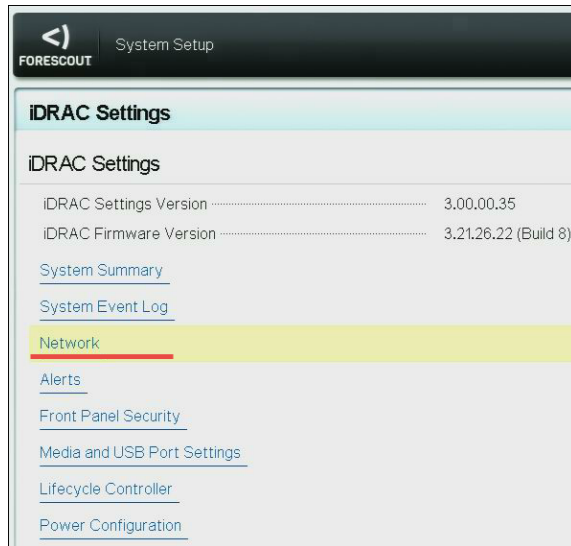 <)
FORESCOUT
System Setup
iDRAC Settings
iDRAC Settings
iDRAC Settings Version 3.00.00.35
iDRAC Firmware Version 3.21.26.22 (Build 8)
System Summary
System Event Log
Network
Alerts
Front Panel Security
Media and USB Port Settings
Lifecycle Controller
Power Configuration